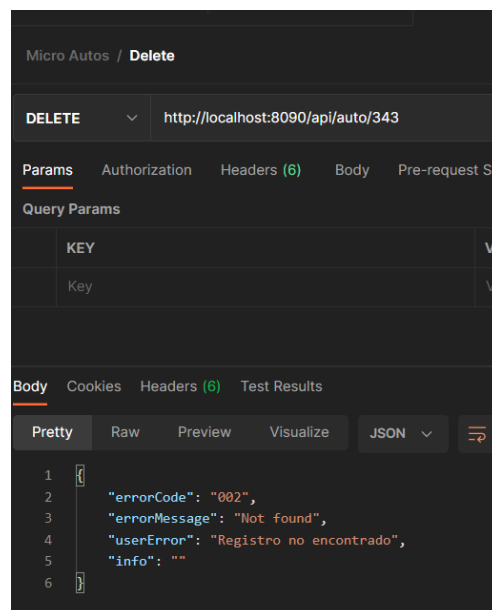 Micro Autos / Delete
DELETE http://localhost:8090/api/auto/343
Params Authorization Headers (6) Body Pre-request S
Query Params
KEY V
Key V
Body Cookies Headers (6) Test Results
Pretty Raw Preview Visualize JSON
1 {
2 "errorCode": "002",
3 "errorMessage": "Not found",
4 "userError": "Registro no encontrado",
5 "info": ""
6 }